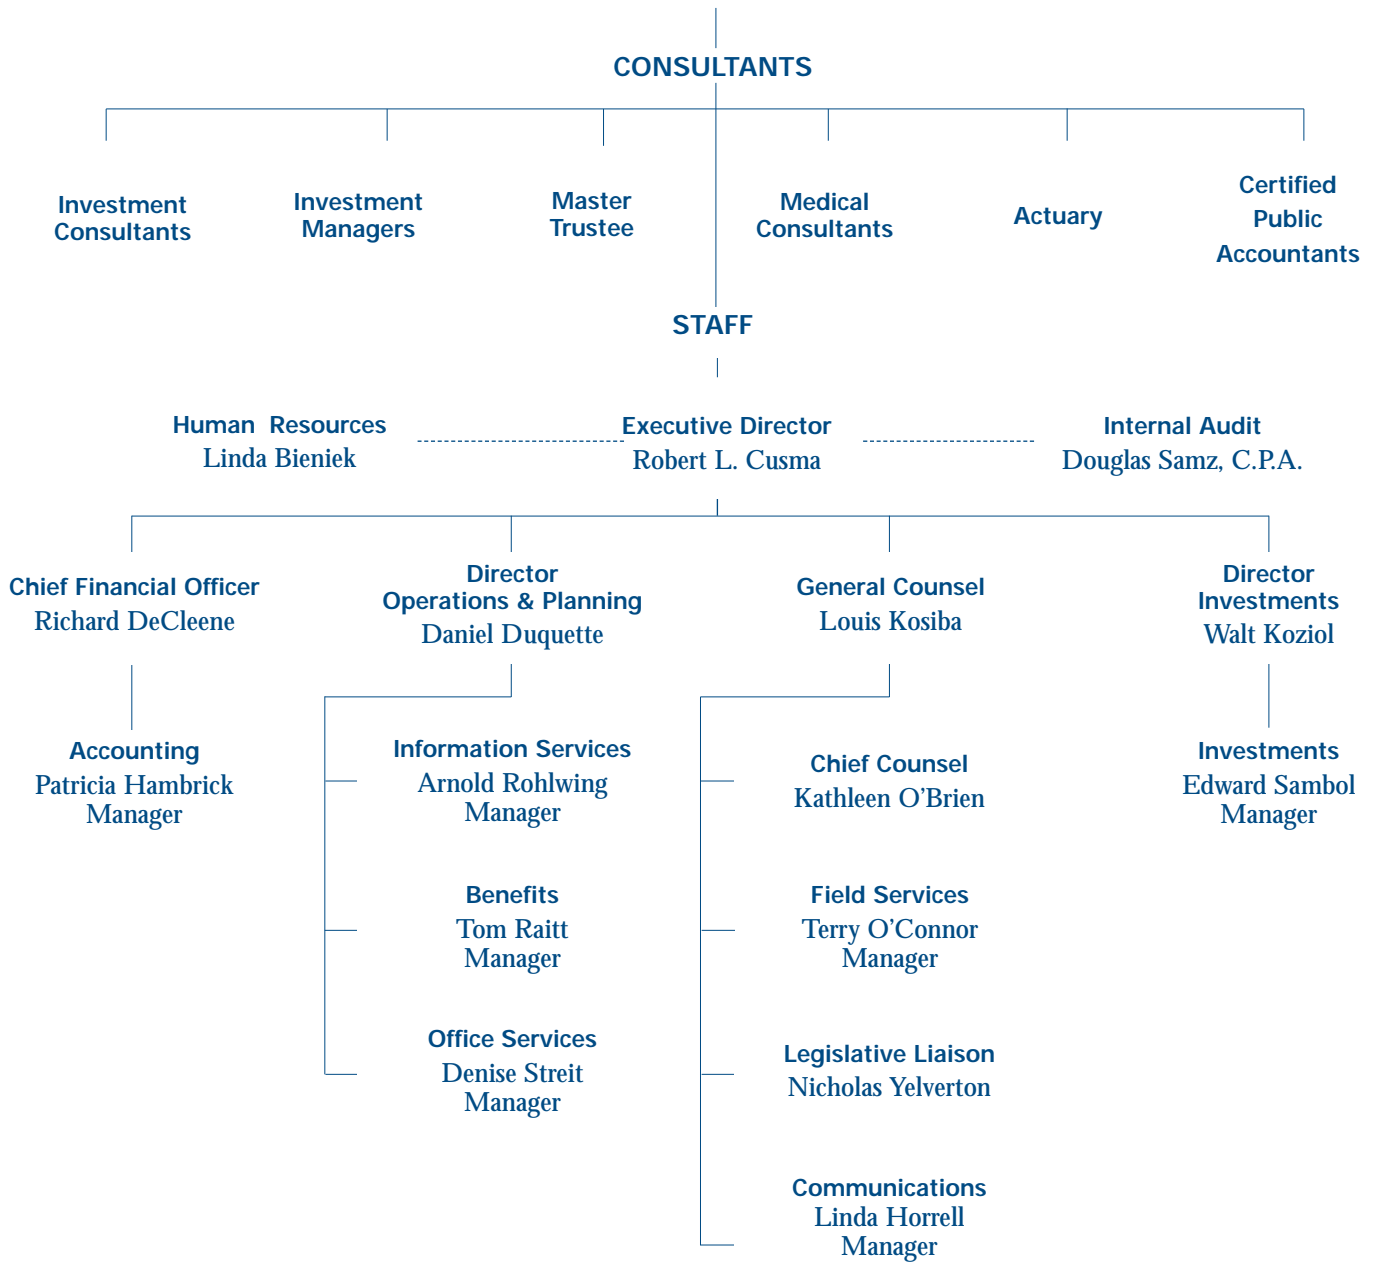 CONSULTANTS
Investment
Consultants
Investment
Managers
Master
Trustee
Medical
Consultants
Actuary
Certified
Public
Accountants
STAFF
Human Resources
Linda Bieniek
Executive Director
Robert L. Cusma
Internal Audit
Douglas Samz, C.P.A.
Chief Financial Officer
Richard DeCleene
Director
Operations & Planning
Daniel Duquette
General Counsel
Louis Kosiba
Director
Investments
Walt Koziol
Accounting
Patricia Hambrick
Manager
Information Services
Arnold Rohlwing
Manager
Benefits
Tom Raitt
Manager
Office Services
Denise Streit
Manager
Chief Counsel
Kathleen O’Brien
Field Services
Terry O’Connor
Manager
Legislative Liaison
Nicholas Yelverton
Communications
Linda Horrell
Manager
Investments
Edward Sambol
Manager